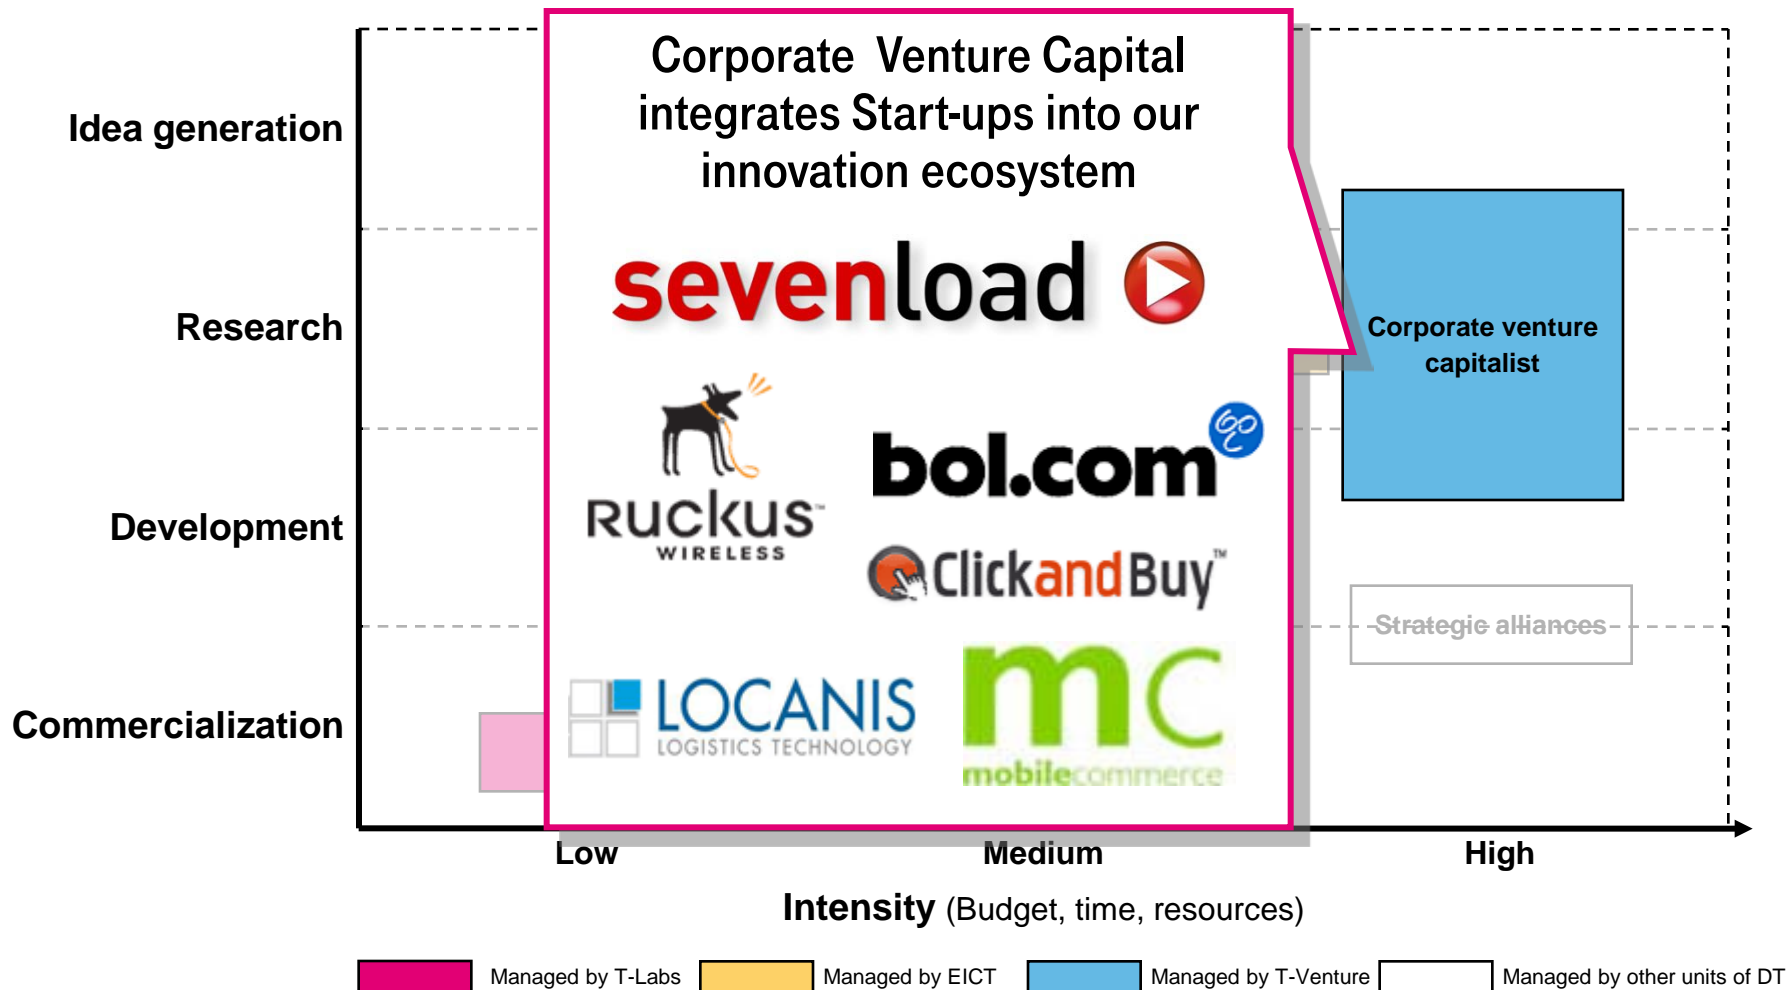 Corporate Venture Capital
integrates Start-ups into our
innovation ecosystem
Idea generation
Research
Development
Commercialization
sevenload
RUCKUS™
WIRELESS
bol.com
ClickandBuy™
LOCANIS
LOGISTICS TECHNOLOGY
mc
mobilecommerce
Corporate venture
capitalist
Strategic alliances
Low
Medium
High
Intensity (Budget, time, resources)
Managed by T-Labs
Managed by EICT
Managed by T-Venture
Managed by other units of DT